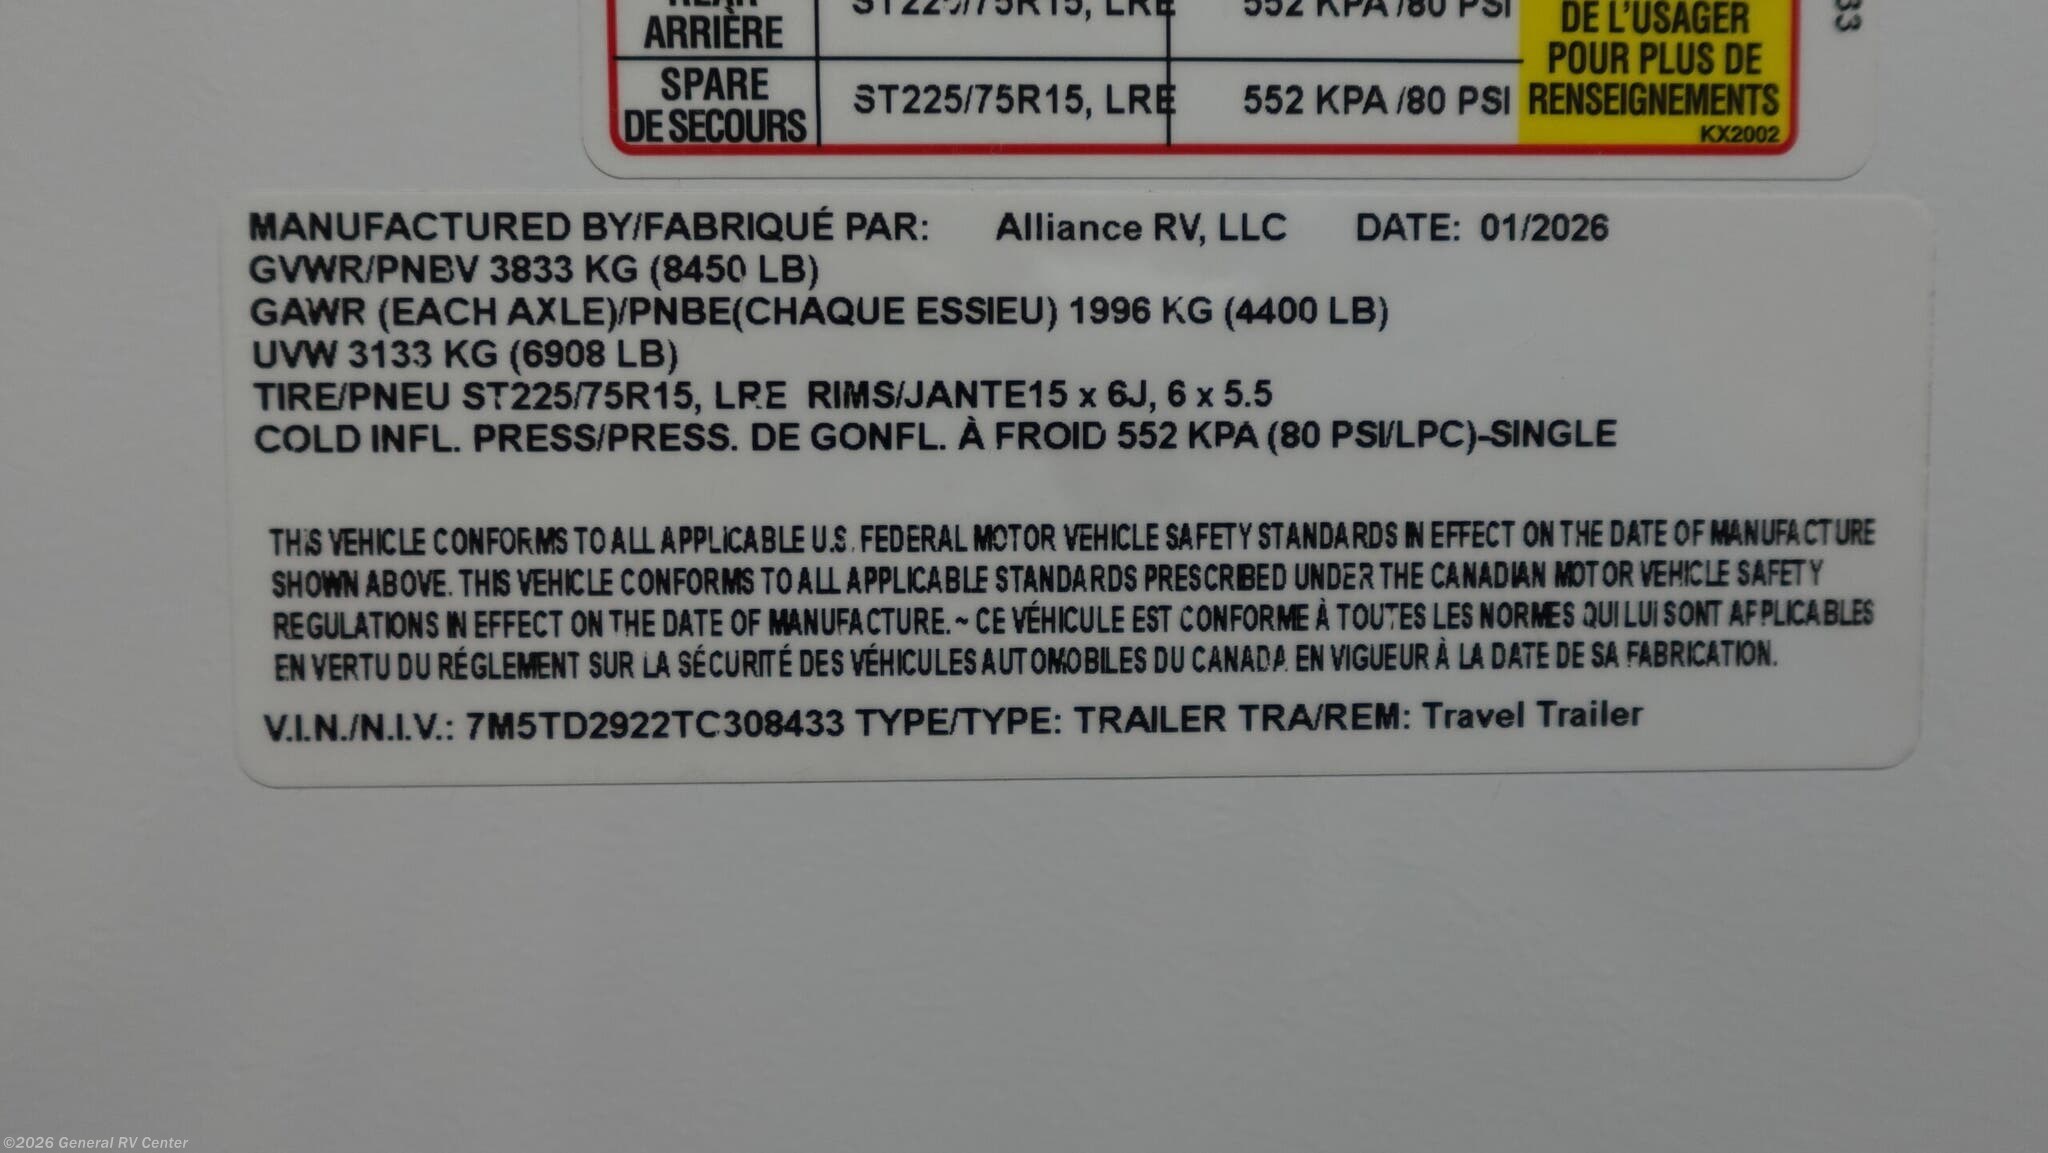 ARRIÈRE
ST225/75R15, LRE 552 KPA /80 PSI
SPARE
DE SECOURS
ST225/75R15, LRE 552 KPA /80 PSI
DE L'USAGER
POUR PLUS DE
RENSEIGNEMENTS
KX2002
33
MANUFACTURED BY/FABRIQUÉ PAR: Alliance RV, LLC DATE: 01/2026
GVWR/PNBV 3833 KG (8450 LB)
GAWR (EACH AXLE)/PNBE(CHAQUE ESSIEU) 1996 KG (4400 LB)
UVW 3133 KG (6908 LB)
TIRE/PNEU ST225/75R15, LRE RIMS/JANTE15 x 6J, 6 x 5.5
COLD INFL. PRESS/PRESS. DE GONFL. À FROID 552 KPA (80 PSI/LPC)-SINGLE
THIS VEHICLE CONFORMS TO ALL APPLICABLE U.S. FEDERAL MOTOR VEHICLE SAFETY STANDARDS IN EFFECT ON THE DATE OF MANUFACTURE
SHOWN ABOVE. THIS VEHICLE CONFORMS TO ALL APPLICABLE STANDARDS PRESCRIBED UNDER THE CANADIAN MOTOR VEHICLE SAFETY
REGULATIONS IN EFFECT ON THE DATE OF MANUFACTURE. ~ CE VÉHICULE EST CONFORME À TOUTES LES NORMES QUI LUI SONT APPLICABLES
EN VERTU DU RÉGLEMENT SUR LA SÉCURITÉ DES VÉHICULES AUTOMOBILES DU CANADA EN VIGUEUR À LA DATE DE SA FABRICATION.
V.I.N./N.I.V.: 7M5TD2922TC308433 TYPE/TYPE: TRAILER TRA/REM: Travel Trailer
©2026 General RV Center